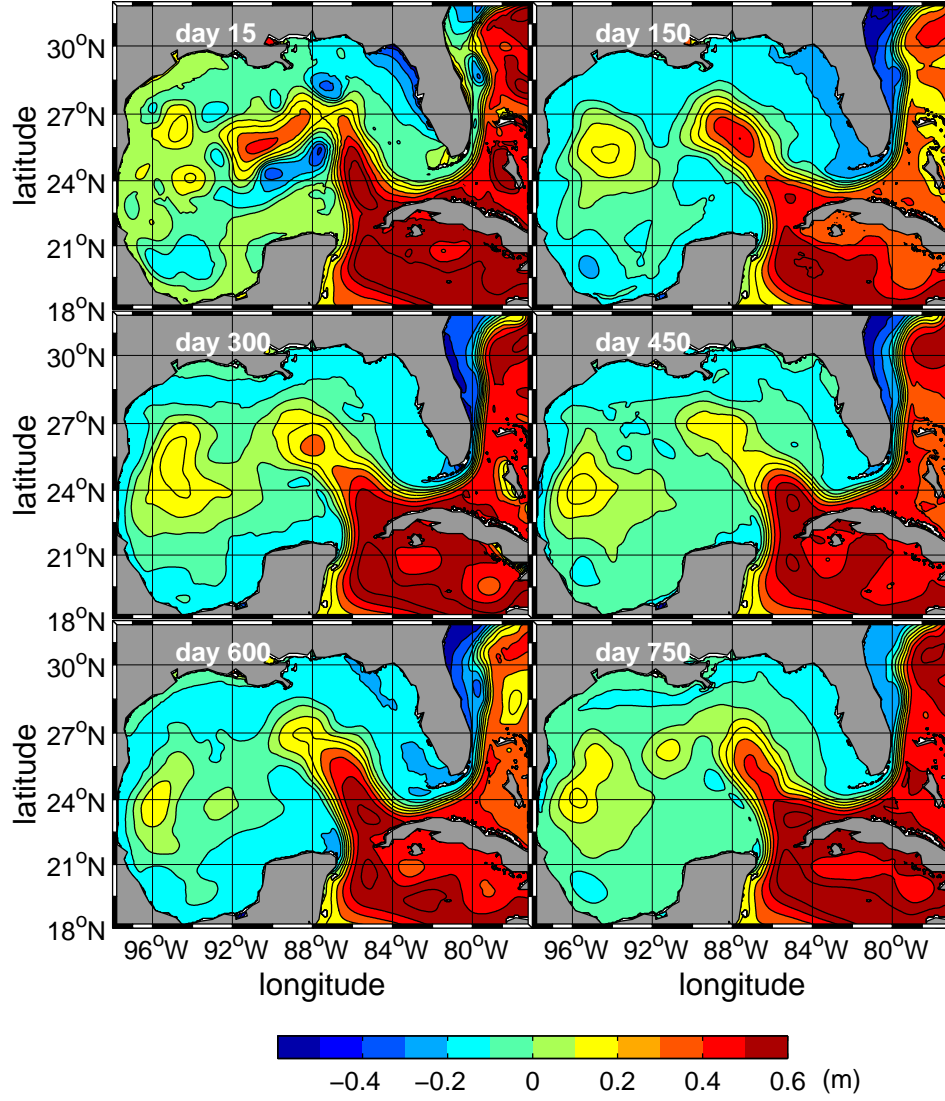 day 15
day 150
30°N
27°N
24°N
21°N
18°N
latitude
day 300
day 450
30°N
27°N
24°N
21°N
18°N
latitude
day 600
day 750
30°N
27°N
24°N
21°N
18°N
latitude
96°W 92°W 88°W 84°W 80°W 96°W 92°W 88°W 84°W 80°W
longitude longitude
−0.4 −0.2 0 0.2 0.4 0.6 (m)